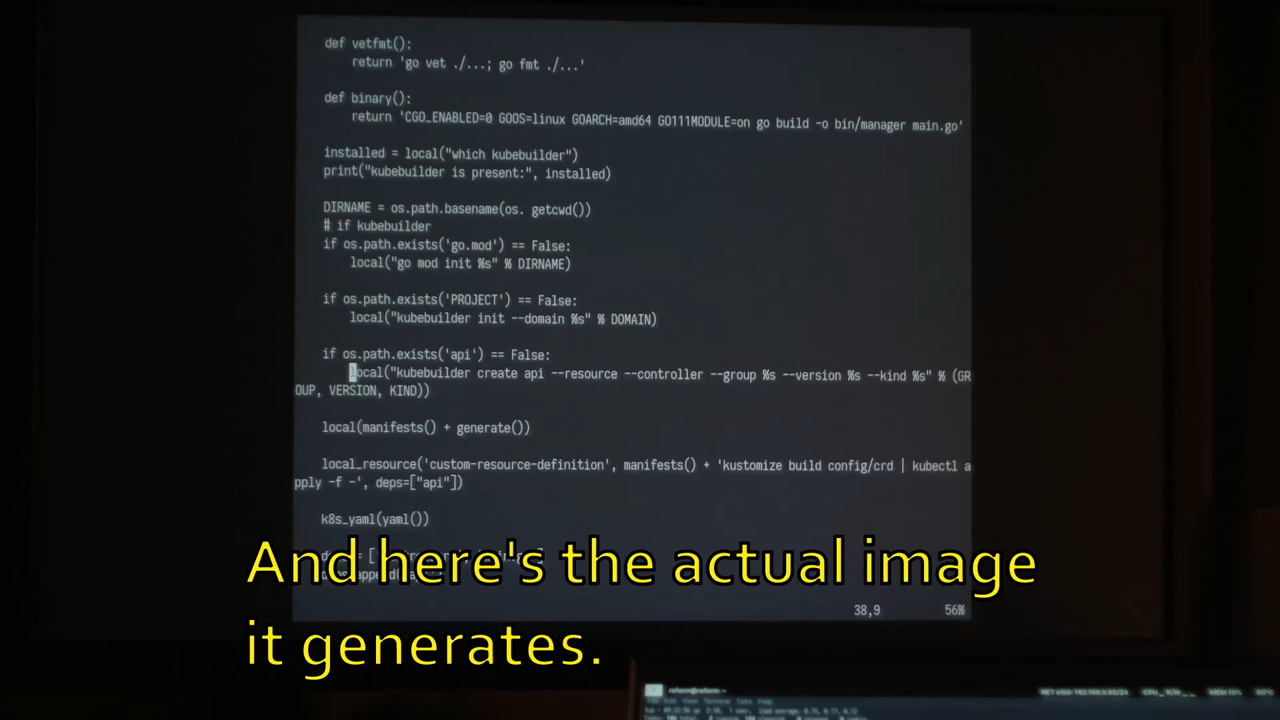 def vetfmt():
return 'go vet ./...; go fmt ./...'
def binary():
return 'CGO_ENABLED=0 GOOS=linux GOARCH=amd64 GO111MODULE=on go build -o bin/manager main.go'
installed = local("which kubebuilder")
print("kubebuilder is present:", installed)
DIRNAME = os.path.basename(os. getcwd())
# if kubebuilder
if os.path.exists('go.mod') == False:
local("go mod init %s" % DIRNAME)
if os.path.exists('PROJECT') == False:
local("kubebuilder init --domain %s" % DOMAIN)
if os.path.exists('api') == False:
local("kubebuilder create api --resource --controller --group %s --version %s --kind %s" % (GR
OUP, VERSION, KIND))
local(manifests() + generate())
local_resource('custom-resource-definition', manifests() + 'kustomize build config/crd | kubectl a
pply -f -', deps=["api"])
k8s_yaml(yaml())
And here's the actual image
it generates.
38,9 56%
reform@reform: ~